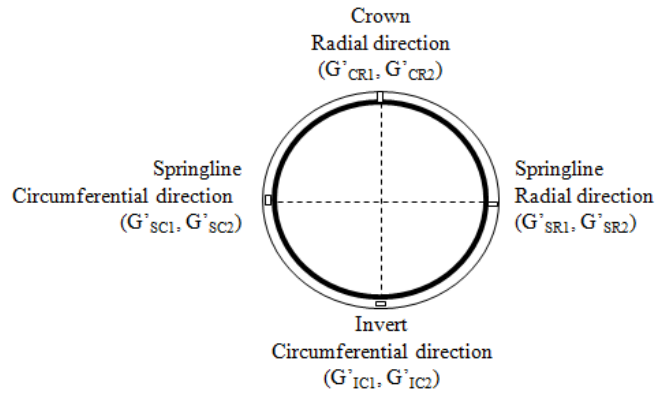 Crown
Radial direction
(G'CR1, G'CR2)
Springline
Circumferential direction
(G'SC1, G'SC2)
Springline
Radial direction
(G'SR1, G'SR2)
Invert
Circumferential direction
(G'IC1, G'IC2)